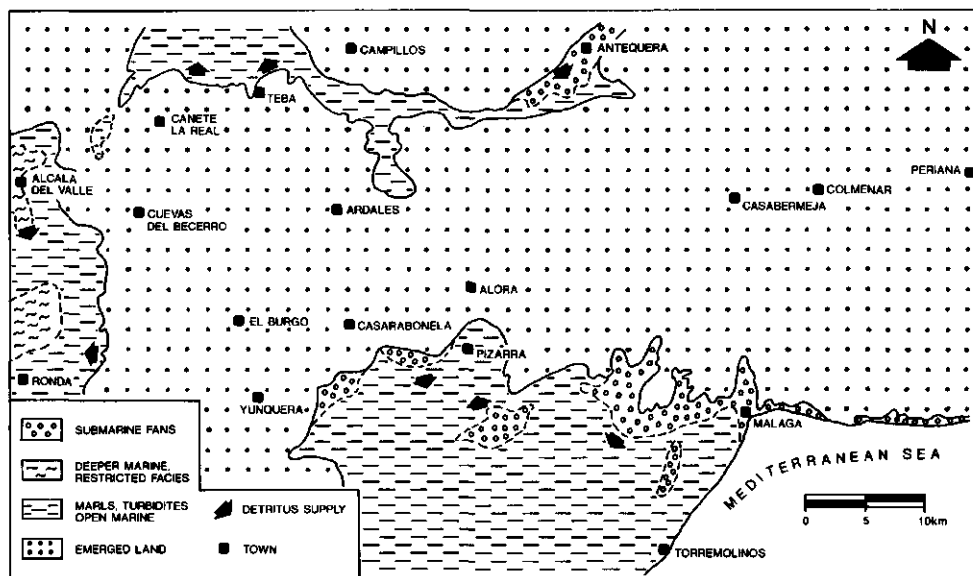 N
CAMPILLOS
ANTEQUERA
TEBA
CAÑETE
LA REAL
ALCALA
DEL VALLE
PERIANA
COLMENAR
CASABERMEJA
CUEVAS
DEL BECERRO
ARDALES
ALORA
EL BURGO
CASARABONELA
PIZARRA
RONDA
YUNQUERA
MALAGA
MEDITERRANEAN SEA
TORREMOLINOS
0 5 10km
SUBMARINE FANS
DEEPER MARINE,
RESTRICTED FACIES
MARLS, TURBIDITES
OPEN MARINE
DETRITUS SUPPLY
EMERGED LAND
TOWN